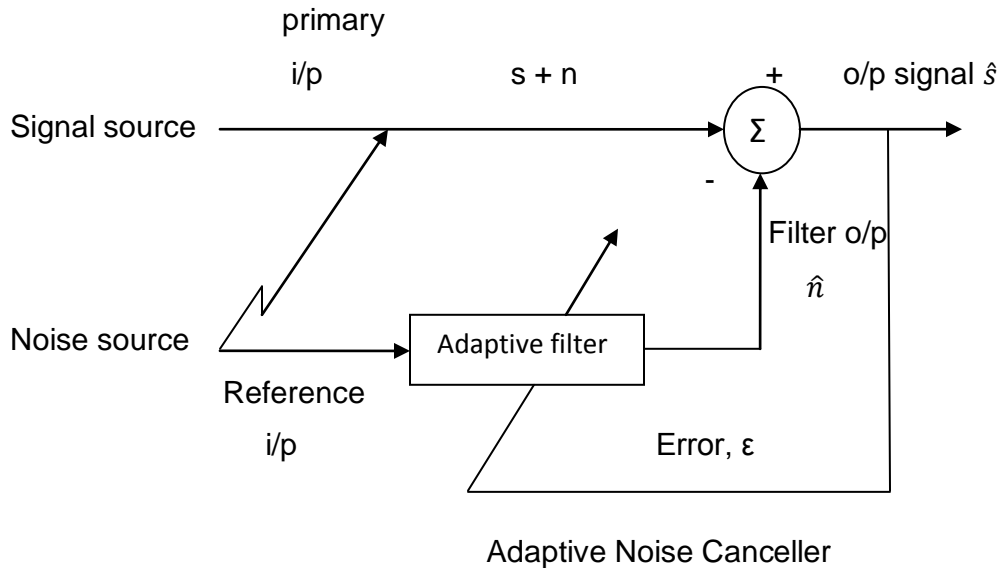 primary
i/p
s + n
+
o/p signal ŝ
Signal source
Σ
-
Filter o/p
n̂
Noise source
Adaptive filter
Reference
i/p
Error, ε
Adaptive Noise Canceller